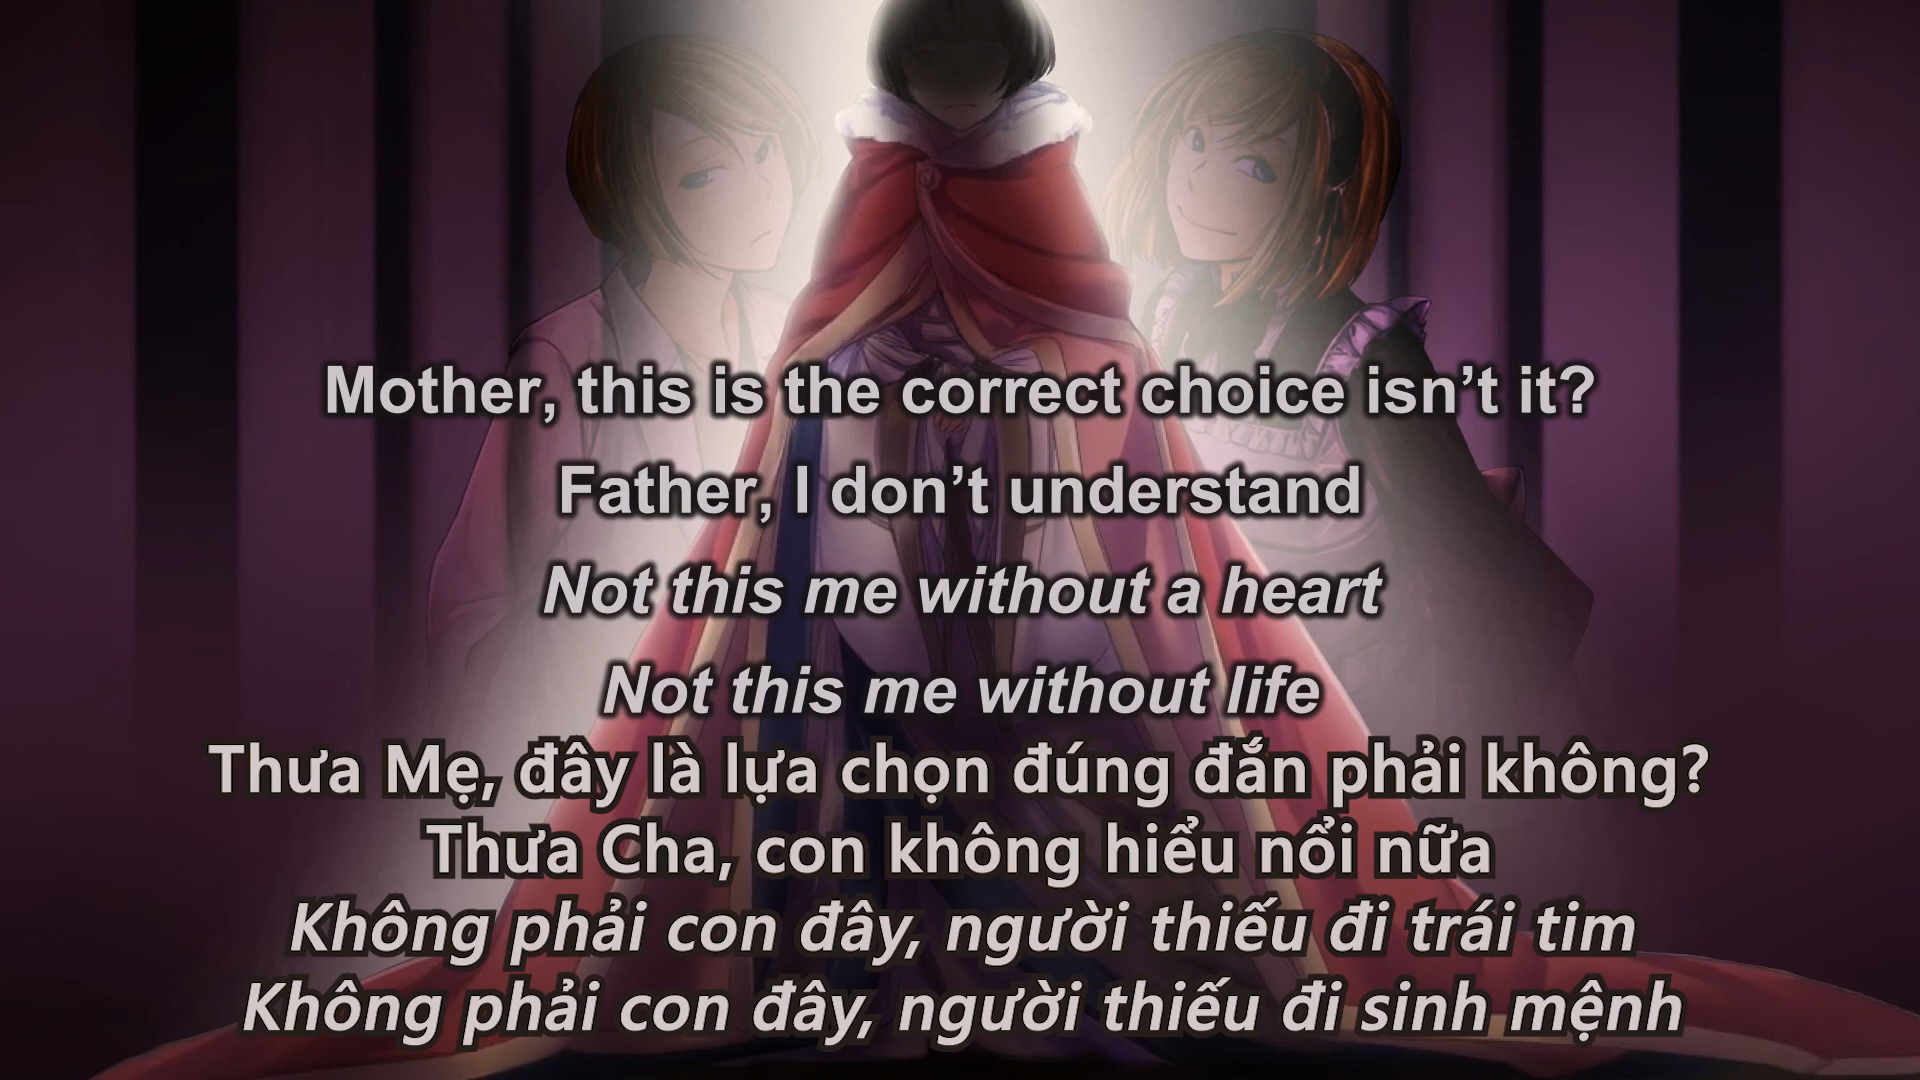 Mother, this is the correct choice isn’t it?
Father, I don’t understand
Not this me without a heart
Not this me without life
Thưa Mẹ, đây là lựa chọn đúng đắn phải không?
Thưa Cha, con không hiểu nổi nữa
Không phải con đây, người thiếu đi trái tim
Không phải con đây, người thiếu đi sinh mệnh